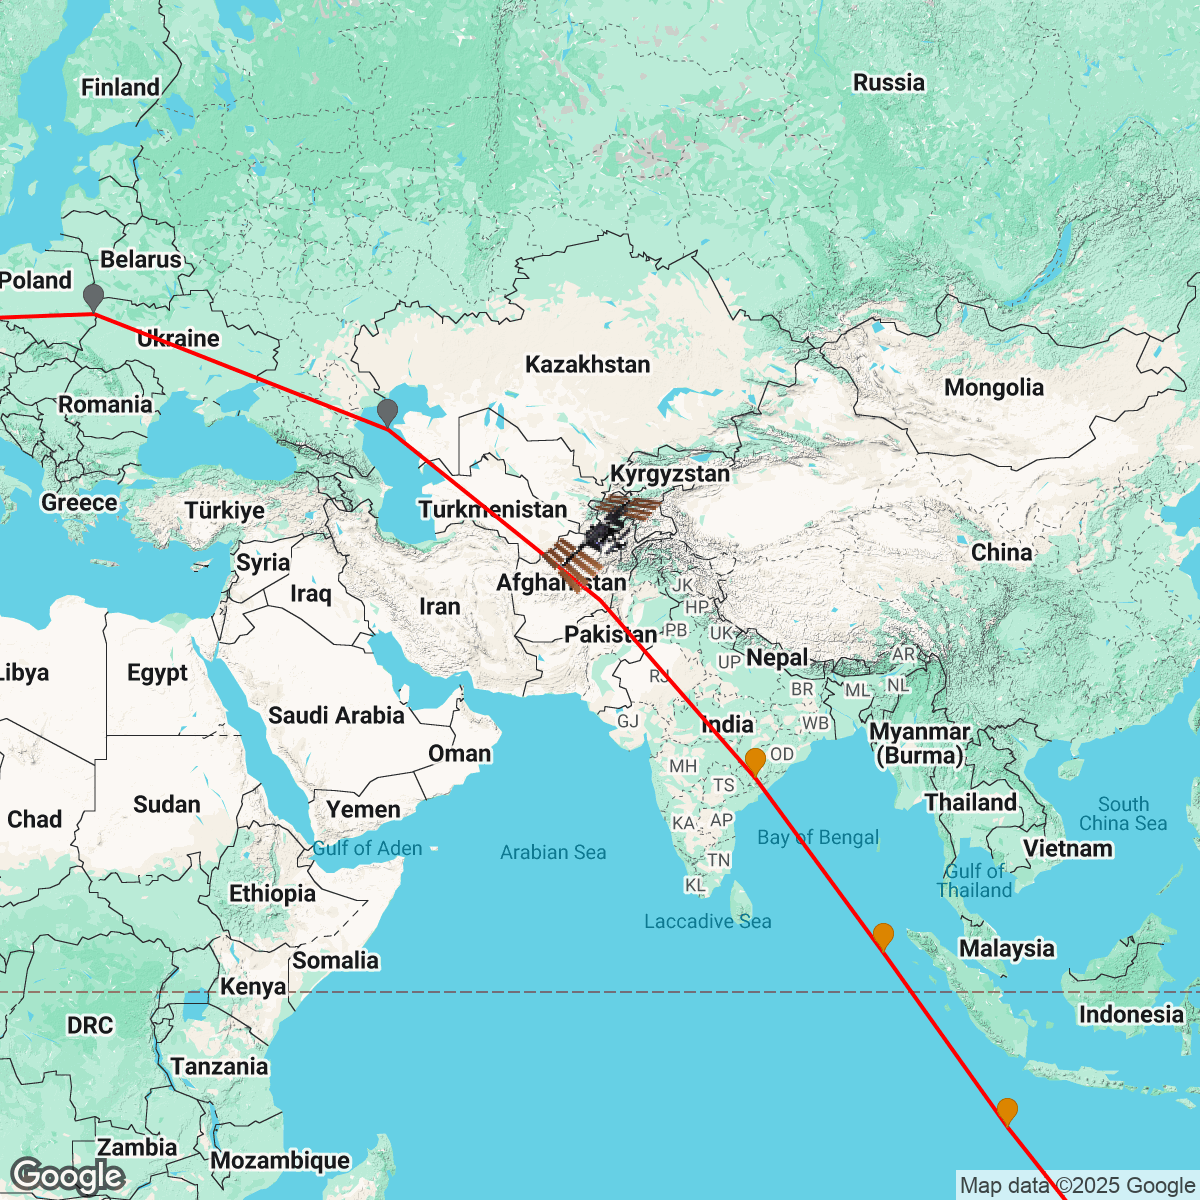 Finland
Russia
Belarus
Poland
Ukraine
Kazakhstan
Mongolia
Romania
Kyrgyzstan
Greece
Türkiye
Turkmenistan
China
Syria
Afghanistan
Iraq
Iran
JK
HP
Pakistan
PB
UK
Nepal
AR
UP
Libya
Egypt
RJ
BR
ML
NL
Saudi Arabia
GJ
India
WB
Myanmar
(Burma)
Oman
MH
OD
TS
Sudan
Yemen
Thailand
South
China Sea
Chad
KA
AP
Bay of Bengal
Gulf of Aden
Arabian Sea
Vietnam
TN
Gulf of
Thailand
KL
Ethiopia
Laccadive Sea
Somalia
Malaysia
Kenya
DRC
Indonesia
Tanzania
Zambia
Mozambique
Google
Map data ©2025 Google